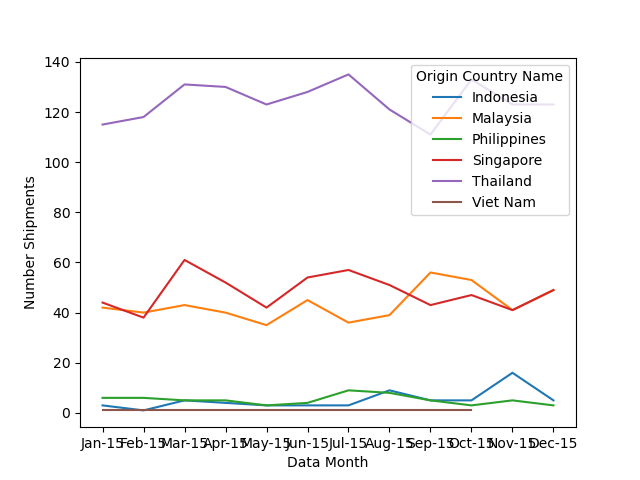 140
120
100
80
60
40
20
0
Number Shipments
Origin Country Name
Indonesia
Malaysia
Philippines
Singapore
Thailand
Viet Nam
Jan-15 Feb-15 Mar-15 Apr-15 May-15 Jun-15 Jul-15 Aug-15 Sep-15 Oct-15 Nov-15 Dec-15
Data Month